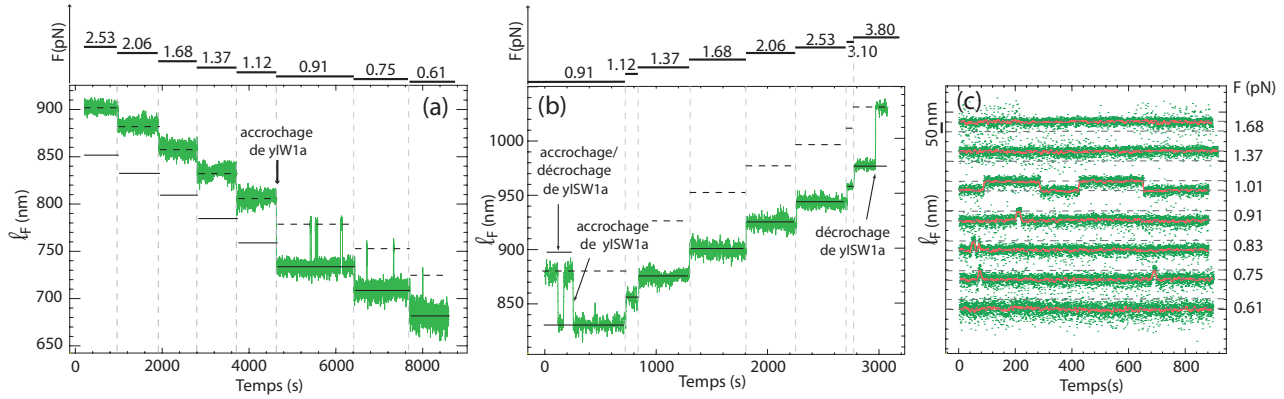 F(pN)
2.53
2.06
1.68
1.37
1.12
0.91
0.75
0.61
(a)
ℓF (nm)
900
850
800
750
700
650
accrochage
de yIW1a
0
2000
4000
6000
8000
Temps (s)
F(pN)
0.91
1.12
1.37
1.68
2.06
2.53
3.10
3.80
(b)
ℓF (nm)
1000
950
900
850
accrochage/
décrochage
de yISW1a
accrochage
de yISW1a
décrochage
de yISW1a
0
1000
2000
3000
Temps (s)
(c)
F (pN)
50 nm
ℓF (nm)
1.68
1.37
1.01
0.91
0.83
0.75
0.61
0
200
400
600
800
Temps(s)